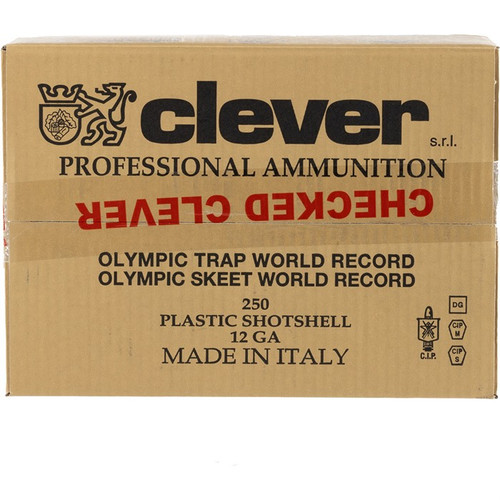 clever
s.r.l.
PROFESSIONAL AMMUNITION
CHECKED CLEVER
OLYMPIC TRAP WORLD RECORD
OLYMPIC SKEET WORLD RECORD
250
PLASTIC SHOTSHELL
12 GA
MADE IN ITALY
DG
C.I.P.
CIP
M
CIP
S